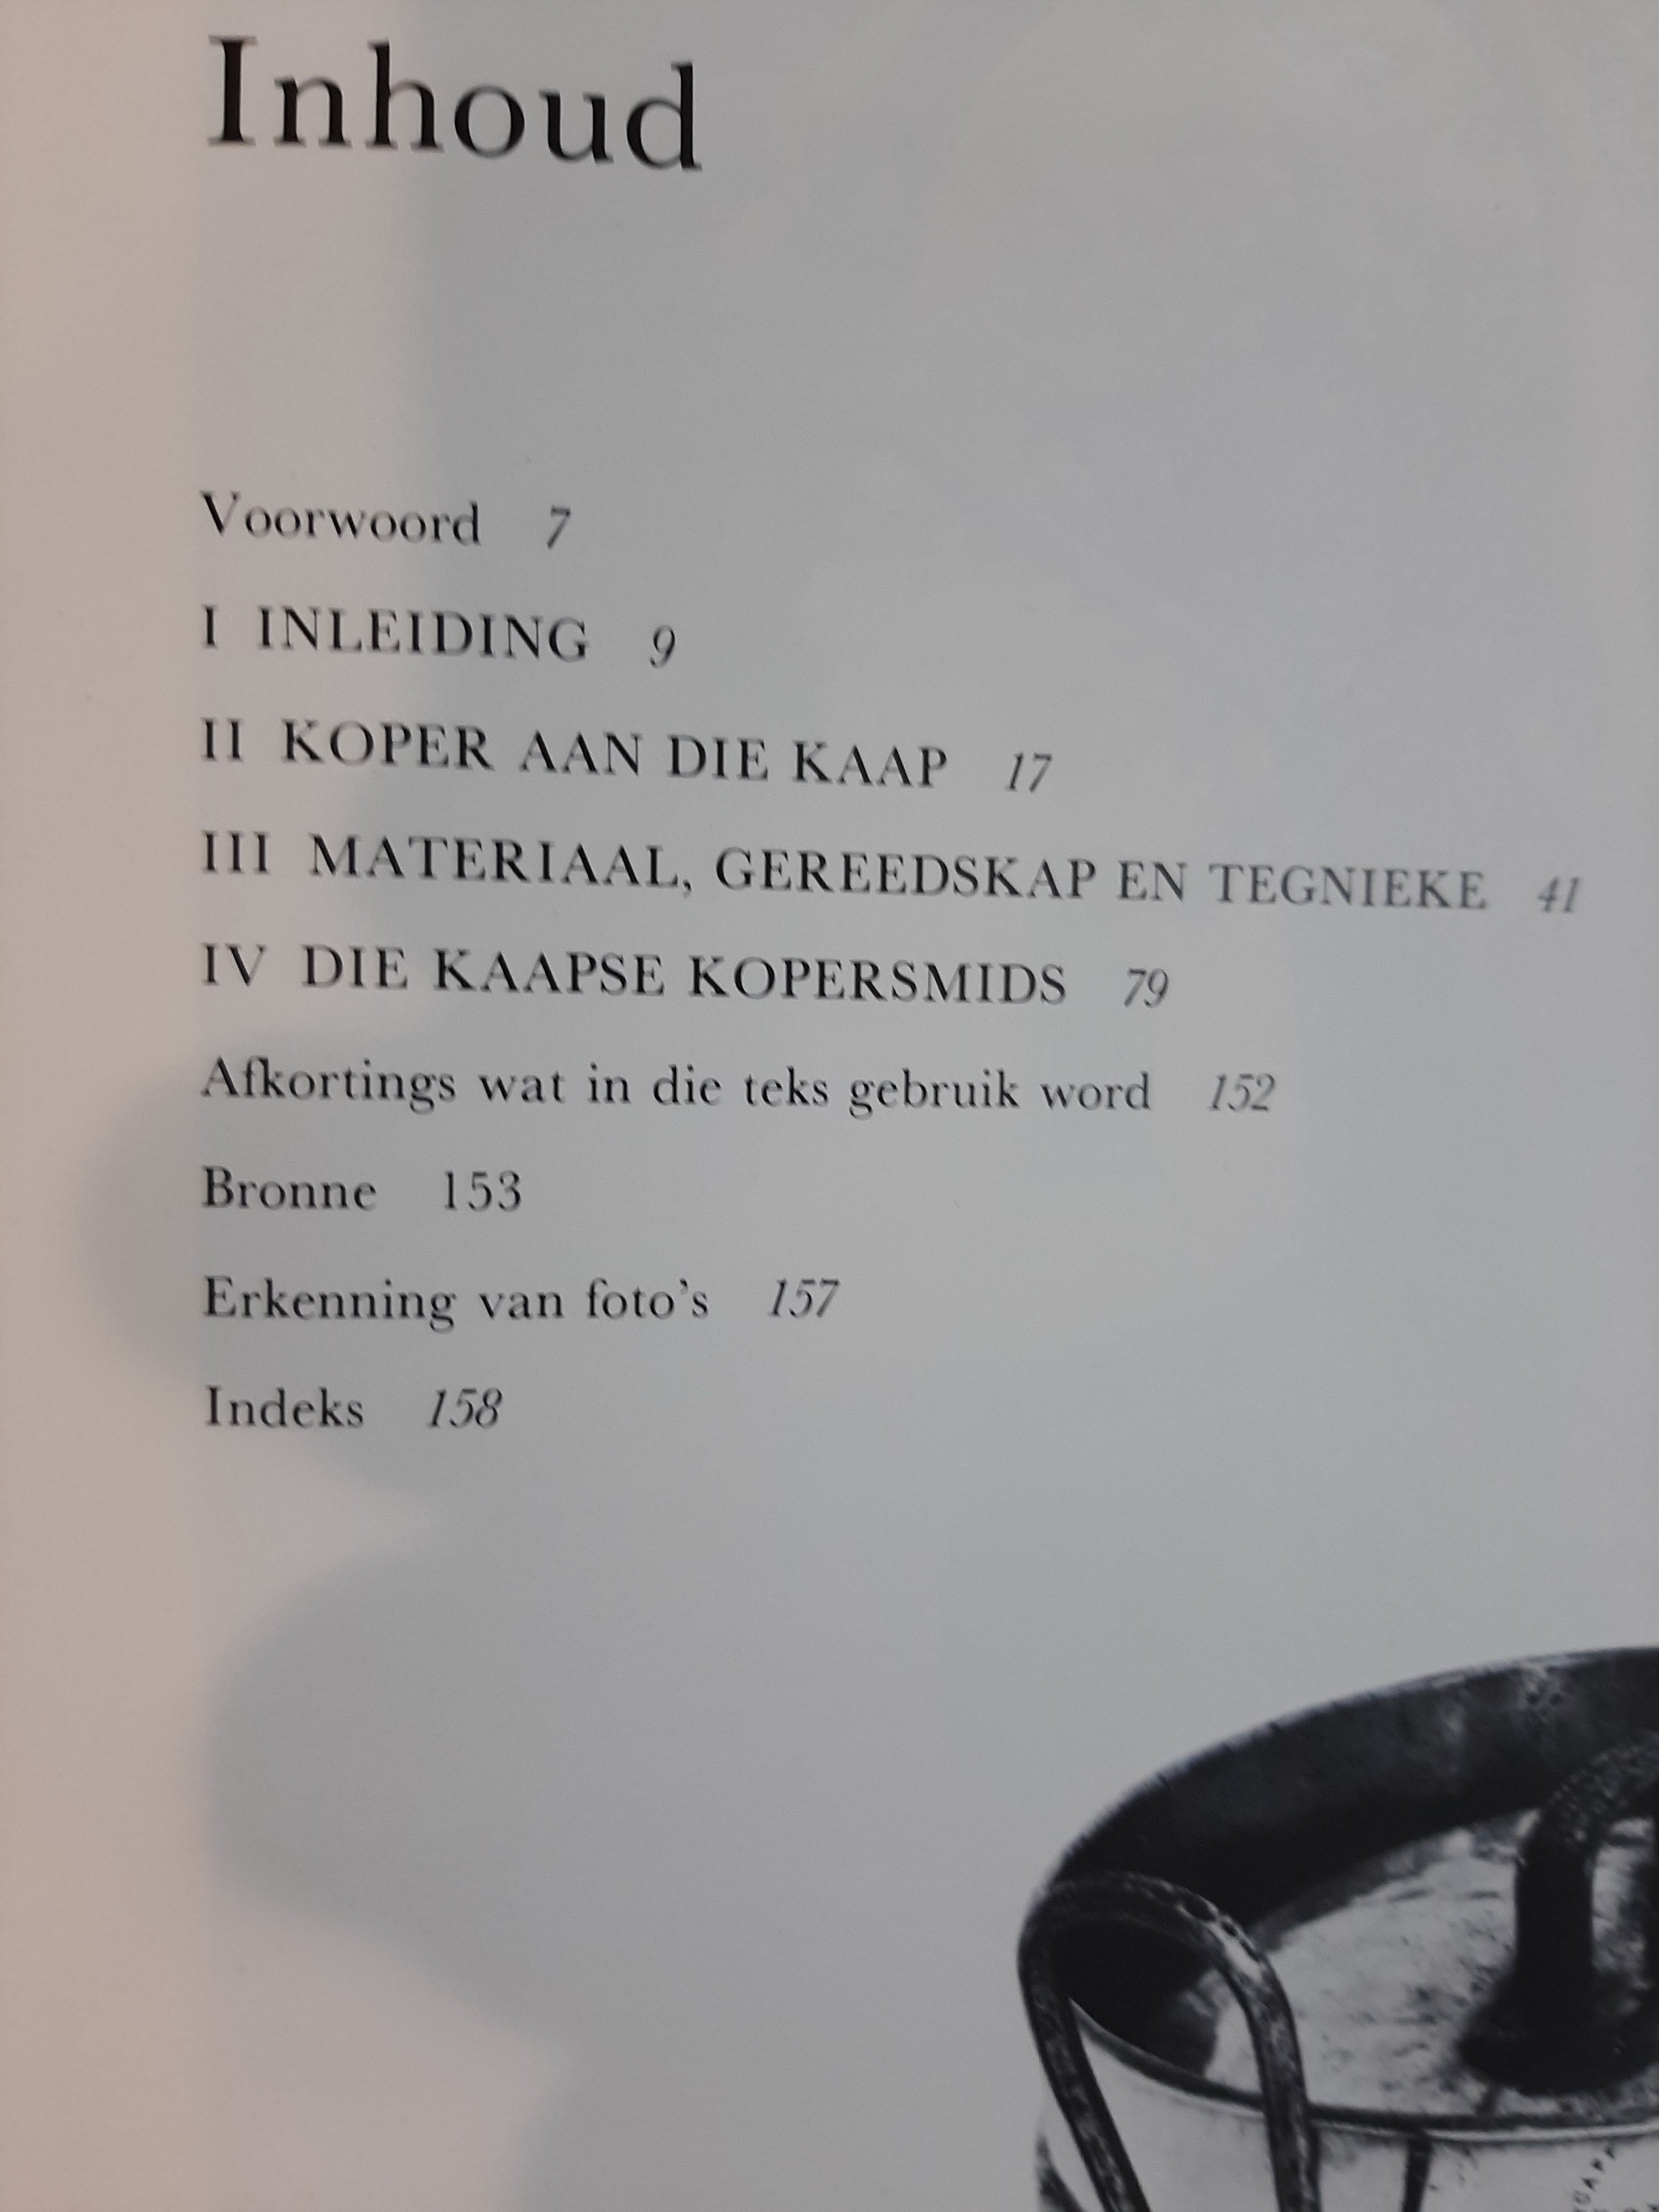 Inhoud
Voorwoord 7
I INLEIDING 9
II KOPER AAN DIE KAAP 17
III MATERIAAL, GEREEDSKAP EN TEGNIEKE 41
IV DIE KAAPSE KOPERSMIDS 79
Afkortings wat in die teks gebruik word 152
Bronne 153
Erkenning van foto's 157
Indeks 158